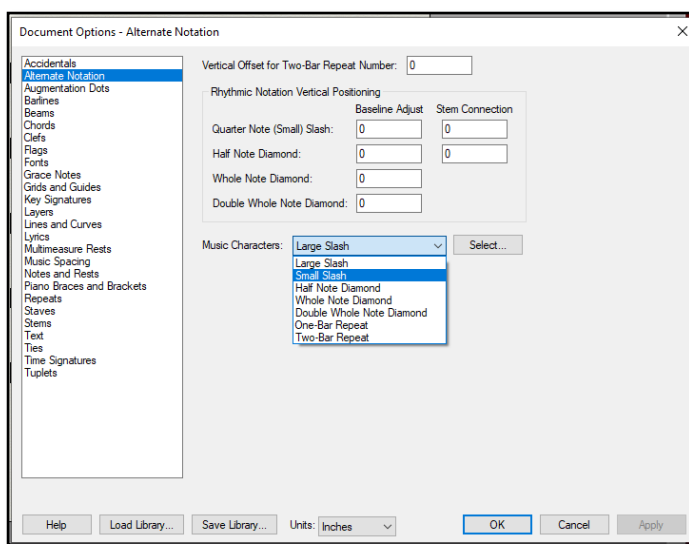 Document Options - Alternate Notation
Accidentals
Alternate Notation
Augmentation Dots
Barlines
Beams
Chords
Clefs
Flags
Fonts
Grace Notes
Grids and Guides
Key Signatures
Layers
Lines and Curves
Lyrics
Multimeasure Rests
Music Spacing
Notes and Rests
Piano Braces and Brackets
Repeats
Staves
Stems
Text
Ties
Time Signatures
Tuplets
Vertical Offset for Two-Bar Repeat Number: 0
Rhythmic Notation Vertical Positioning
Baseline Adjust Stem Connection
Quarter Note (Small) Slash: 0 0
Half Note Diamond: 0 0
Whole Note Diamond: 0
Double Whole Note Diamond: 0
Music Characters: Large Slash Select...
Large Slash
Small Slash
Half Note Diamond
Whole Note Diamond
Double Whole Note Diamond
One-Bar Repeat
Two-Bar Repeat
Help Load Library... Save Library... Units: Inches OK Cancel Apply